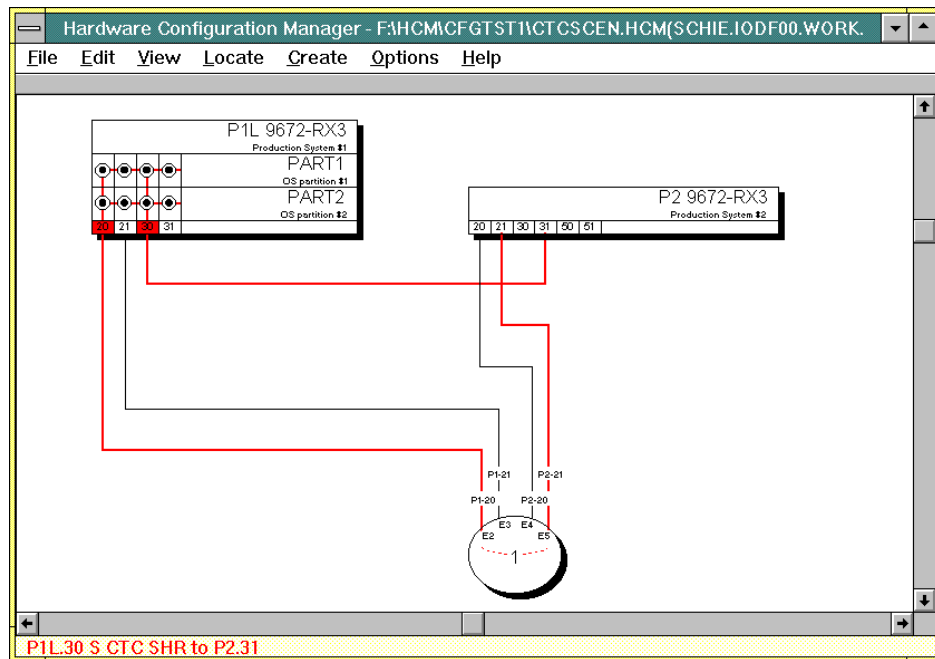 Hardware Configuration Manager - F:\HCM\CFGTST1\CTCSCEN.HCM(SCHIE.IODF00.WORK.
File Edit View Locate Create Options Help
P1L 9672-RX3
Production System #1
PART1
OS partition #1
PART2
OS partition #2
20 21 30 31
P2 9672-RX3
Production System #2
20 21 30 31 50 51
P1-21 P2-21
P1-20 P2-20
E2 E3 E4 E5
1
P1L.30 S CTC SHR to P2.31